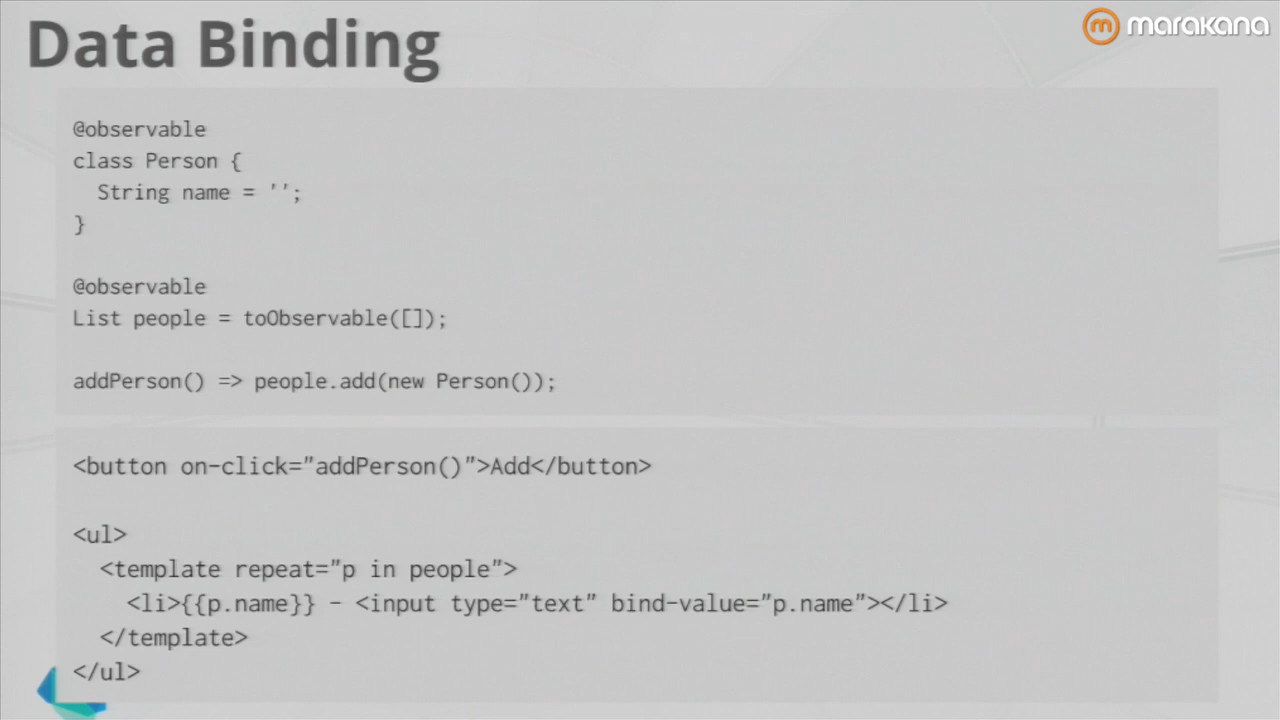 Data Binding
marakana
@observable
class Person {
  String name = '';
}
@observable
List people = toObservable([]);
addPerson() => people.add(new Person());
<button on-click="addPerson()">Add</button>
<ul>
  <template repeat="p in people">
    <li>{{p.name}} - <input type="text" bind-value="p.name"></li>
  </template>
</ul>